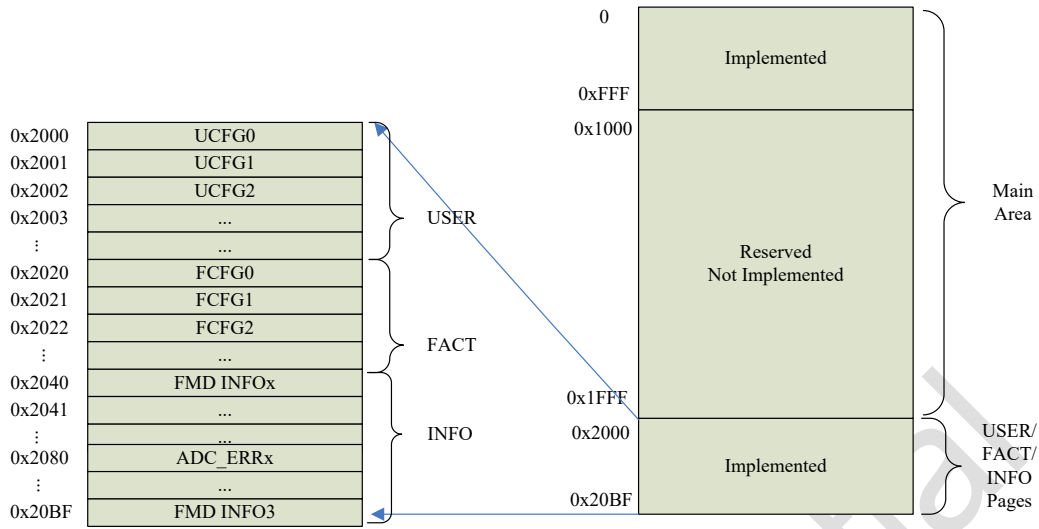 0x2000 UCFG0
0x2001 UCFG1
0x2002 UCFG2
0x2003 ...
⋮ ...
USER
0x2020 FCFG0
0x2021 FCFG1
0x2022 FCFG2
⋮ ...
FACT
0x2040 FMD INFOx
0x2041 ...
⋮ ...
0x2080 ADC_ERRx
⋮ ...
0x20BF FMD INFO3
INFO
0
Implemented
0xFFF
0x1000
Reserved
Not Implemented
0x1FFF
Main
Area
0x2000
Implemented
0x20BF
USER/
FACT/
INFO
Pages